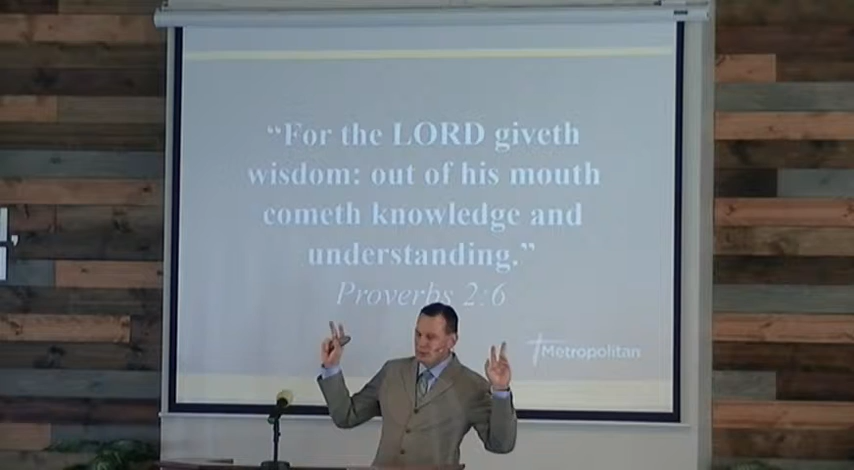 “For the LORD giveth
wisdom: out of his mouth
cometh knowledge and
understanding.”
Proverbs 2:6
Metropolitan